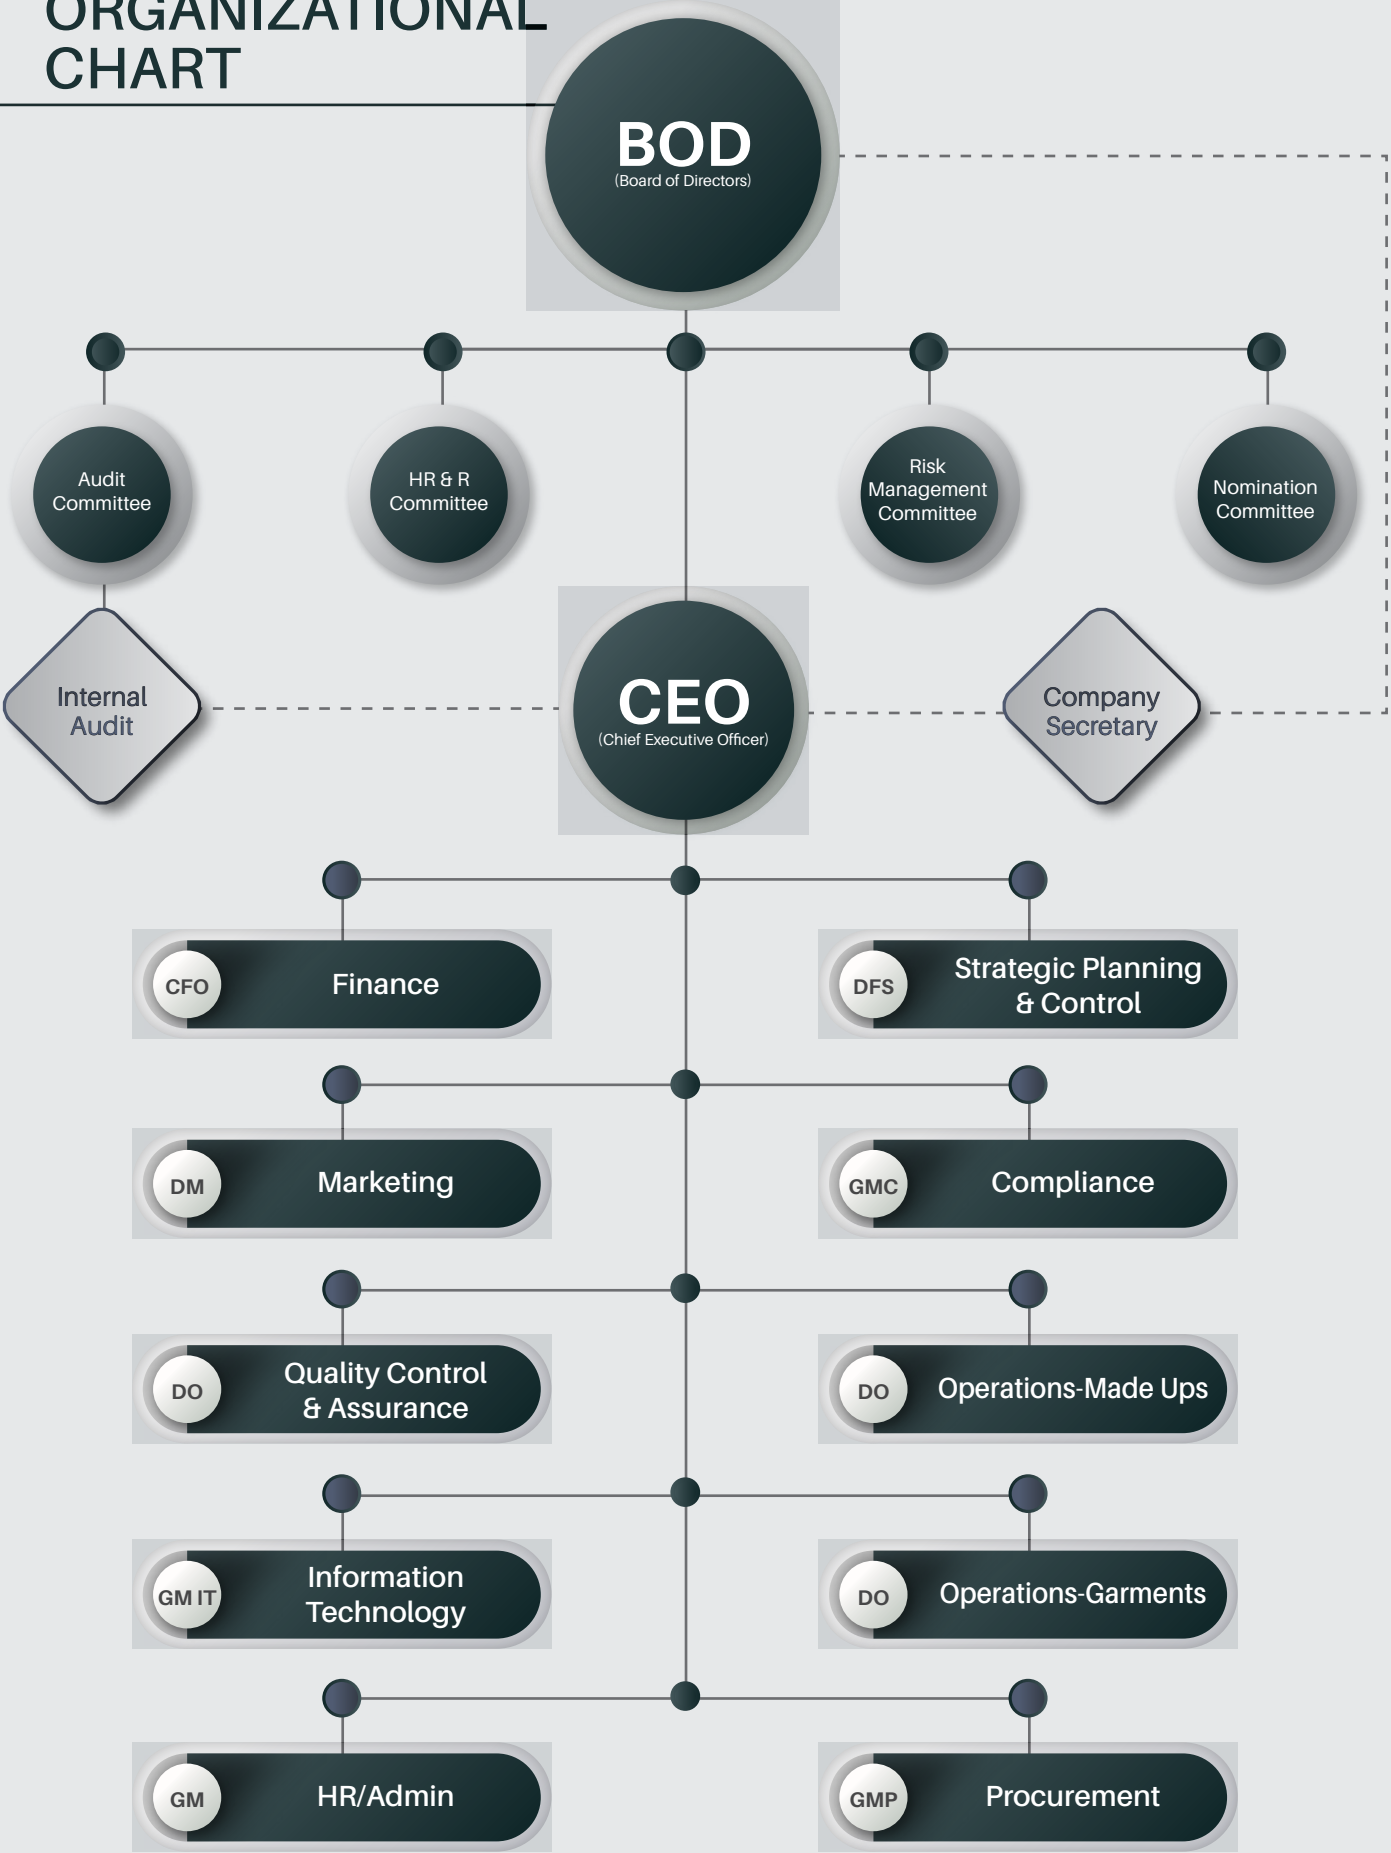 ORGANIZATIONAL
CHART
BOD
(Board of Directors)
Audit
Committee
HR & R
Committee
Risk
Management
Committee
Nomination
Committee
Internal
Audit
CEO
(Chief Executive Officer)
Company
Secretary
CFO
Finance
DFS
Strategic Planning
& Control
DM
Marketing
GMC
Compliance
DO
Quality Control
& Assurance
DO
Operations-Made Ups
GM IT
Information
Technology
DO
Operations-Garments
GM
HR/Admin
GMP
Procurement